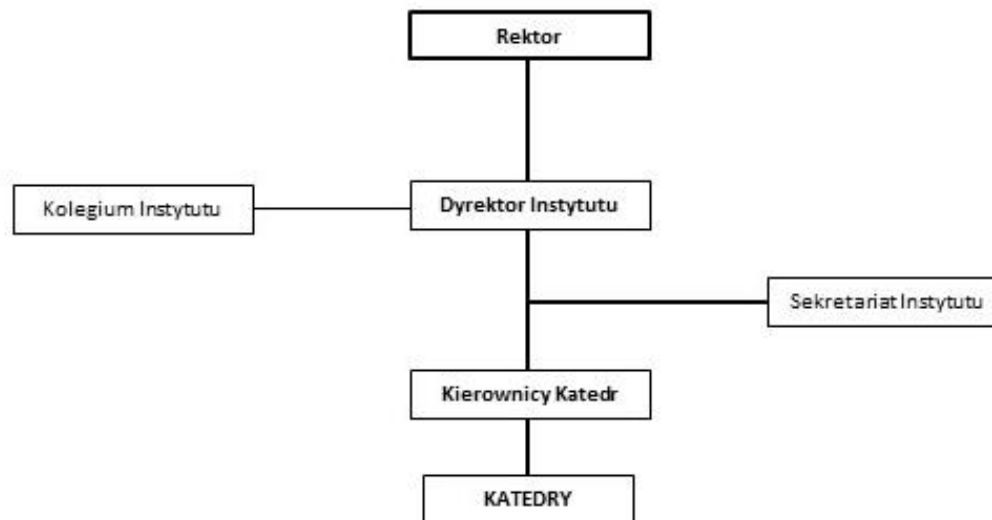 Rektor
Kolegium Instytutu
Dyrektor Instytutu
Sekretariat Instytutu
Kierownicy Katedr
KATEDRY